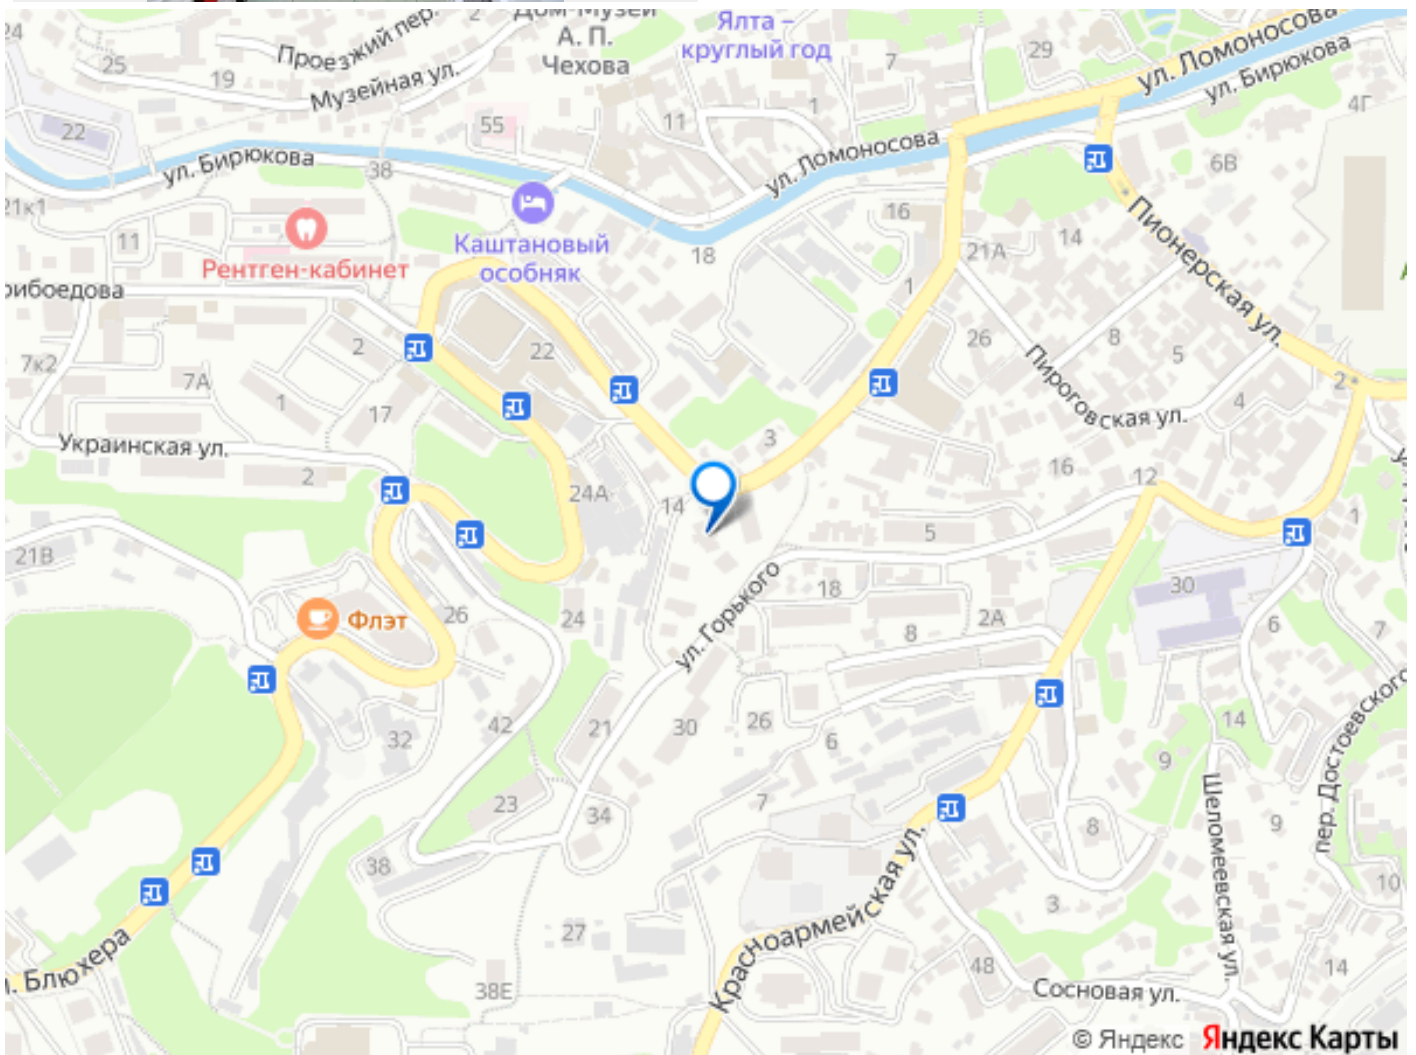 Проезжий пер.
2
Дом-Музей
А. П.
Чехова
Ялта –
круглый год
ул. Ломоносова
24
25
19
Музейная ул.
7
29
ул. Бирюкова
4Г
22
55
11
1
ул. Бирюкова
38
ул. Ломоносова
6В
21к1
11
Каштановый
особняк
Рентген-кабинет
18
16
21А
14
Пионерская ул.
рибоедова
1
7к2
2
22
26
8
5
7А
1
17
Пироговская ул.
4
2
Украинская ул.
3
2
24А
14
16
12
21В
5
1
Флэт
26
24
ул. Горького
18
8
2А
30
6
7
42
32
21
30
26
6
14
9
пер. Достоевского
23
34
7
38
8
Шеломеевская ул.
9
10
Красноармейская ул.
3
27
л. Блюхера
38Е
48
Сосновая ул.
14
© Яндекс Яндекс Карты